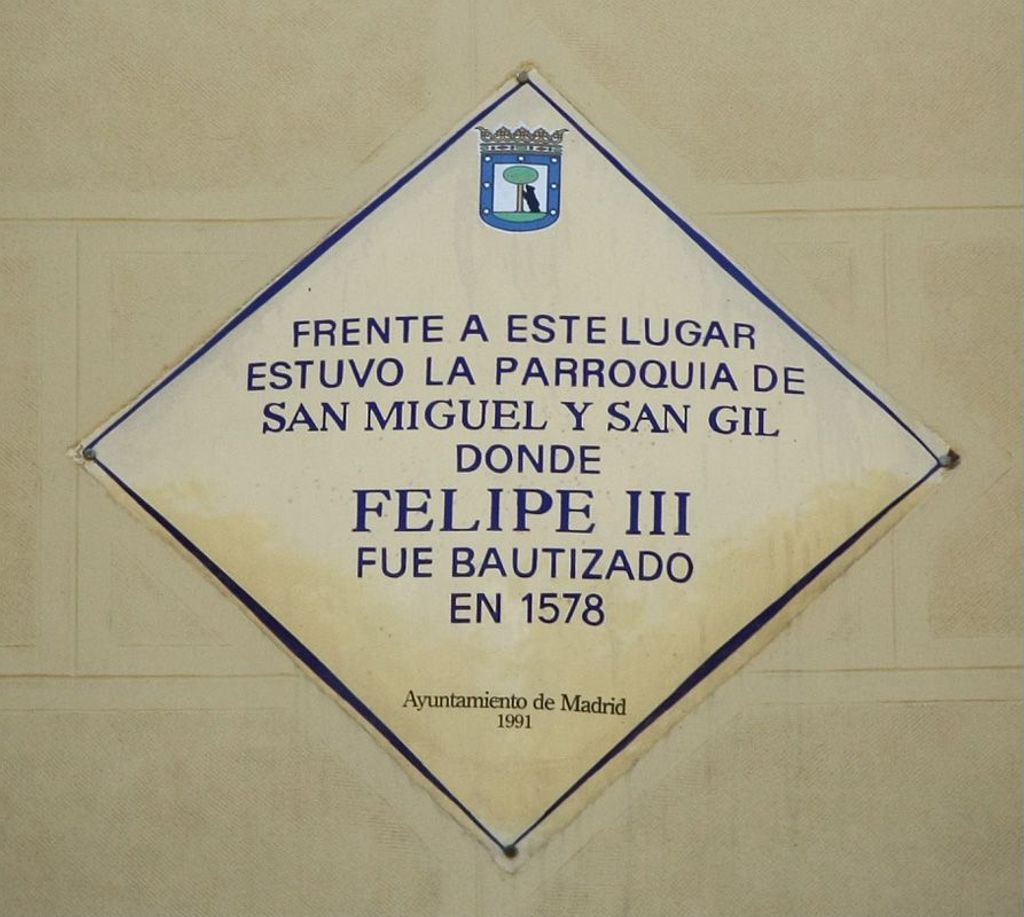 FRENTE A ESTE LUGAR
ESTUVO LA PARROQUIA DE
SAN MIGUEL Y SAN GIL
DONDE
FELIPE III
FUE BAUTIZADO
EN 1578
Ayuntamiento de Madrid
1991